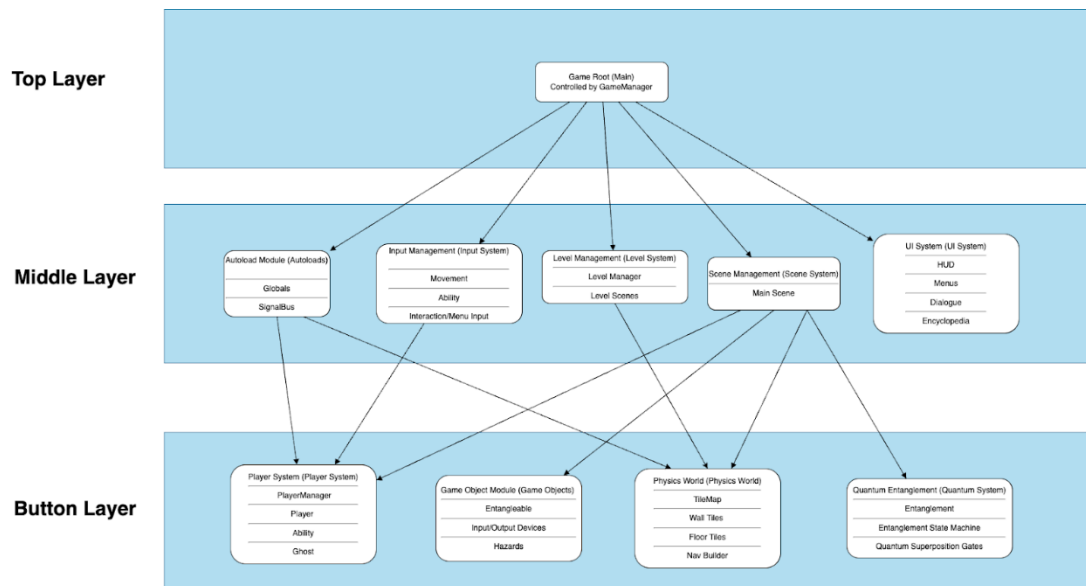 Top Layer
Game Root (Main)
Controlled by GameManager
Middle Layer
Autoload Module (Autoloads)
Globals
SignalBus
Input Management (Input System)
Movement
Ability
Interaction/Menu Input
Level Management (Level System)
Level Manager
Level Scenes
Scene Management (Scene System)
Main Scene
UI System (UI System)
HUD
Menus
Dialogue
Encyclopedia
Button Layer
Player System (Player System)
PlayerManager
Player
Ability
Ghost
Game Object Module (Game Objects)
Entangleable
Input/Output Devices
Hazards
Physics World (Physics World)
TileMap
Wall Tiles
Floor Tiles
Nav Builder
Quantum Entanglement (Quantum System)
Entanglement
Entanglement State Machine
Quantum Superposition Gates